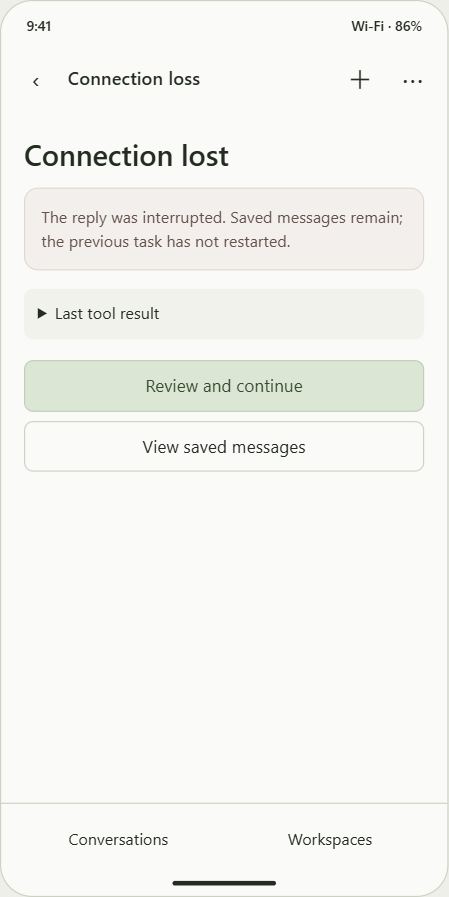 9:41
Wi-Fi · 86%
‹ Connection loss + ...
Connection lost
The reply was interrupted. Saved messages remain;
the previous task has not restarted.
▶ Last tool result
Review and continue
View saved messages
Conversations
Workspaces